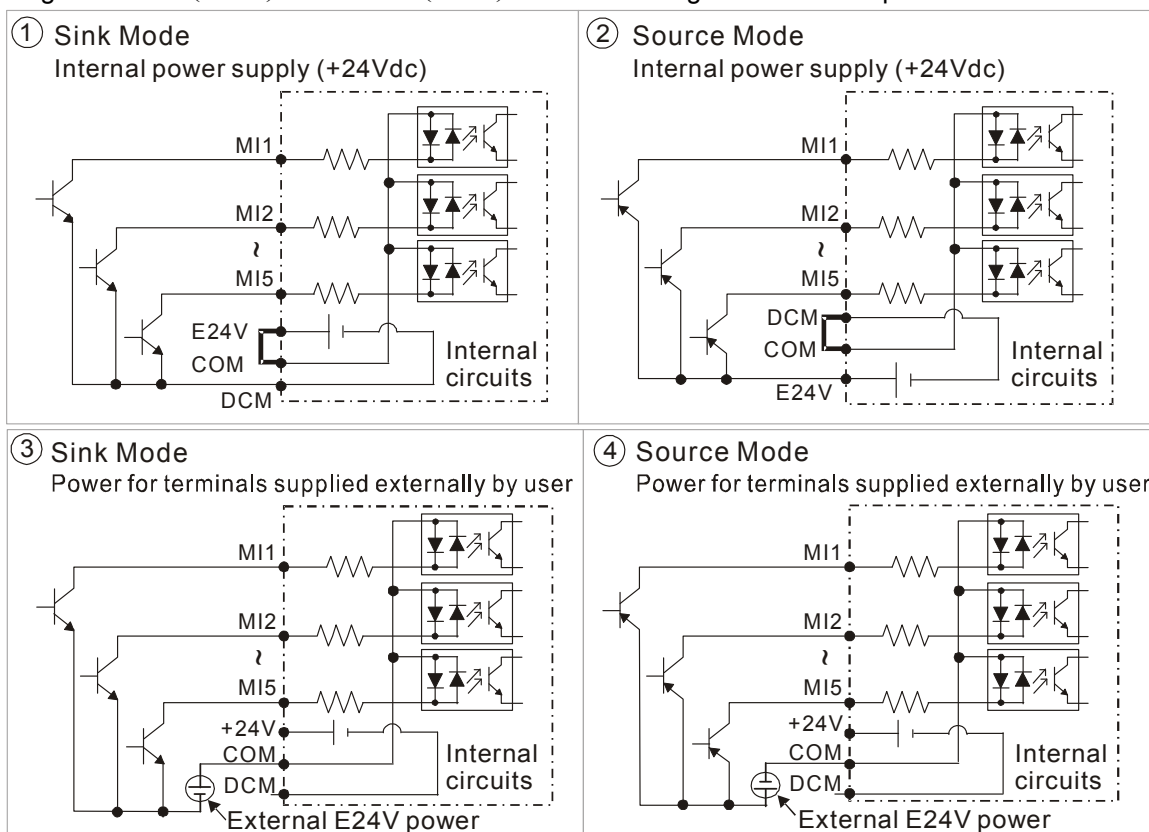 ① Sink Mode
Internal power supply (+24Vdc)
MI1
MI2
~
MI5
E24V
COM
DCM
Internal
circuits
② Source Mode
Internal power supply (+24Vdc)
MI1
MI2
~
MI5
DCM
COM
E24V
Internal
circuits
③ Sink Mode
Power for terminals supplied externally by user
MI1
MI2
~
MI5
+24V
COM
DCM
Internal
circuits
External E24V power
④ Source Mode
Power for terminals supplied externally by user
MI1
MI2
~
MI5
+24V
COM
DCM
Internal
circuits
External E24V power